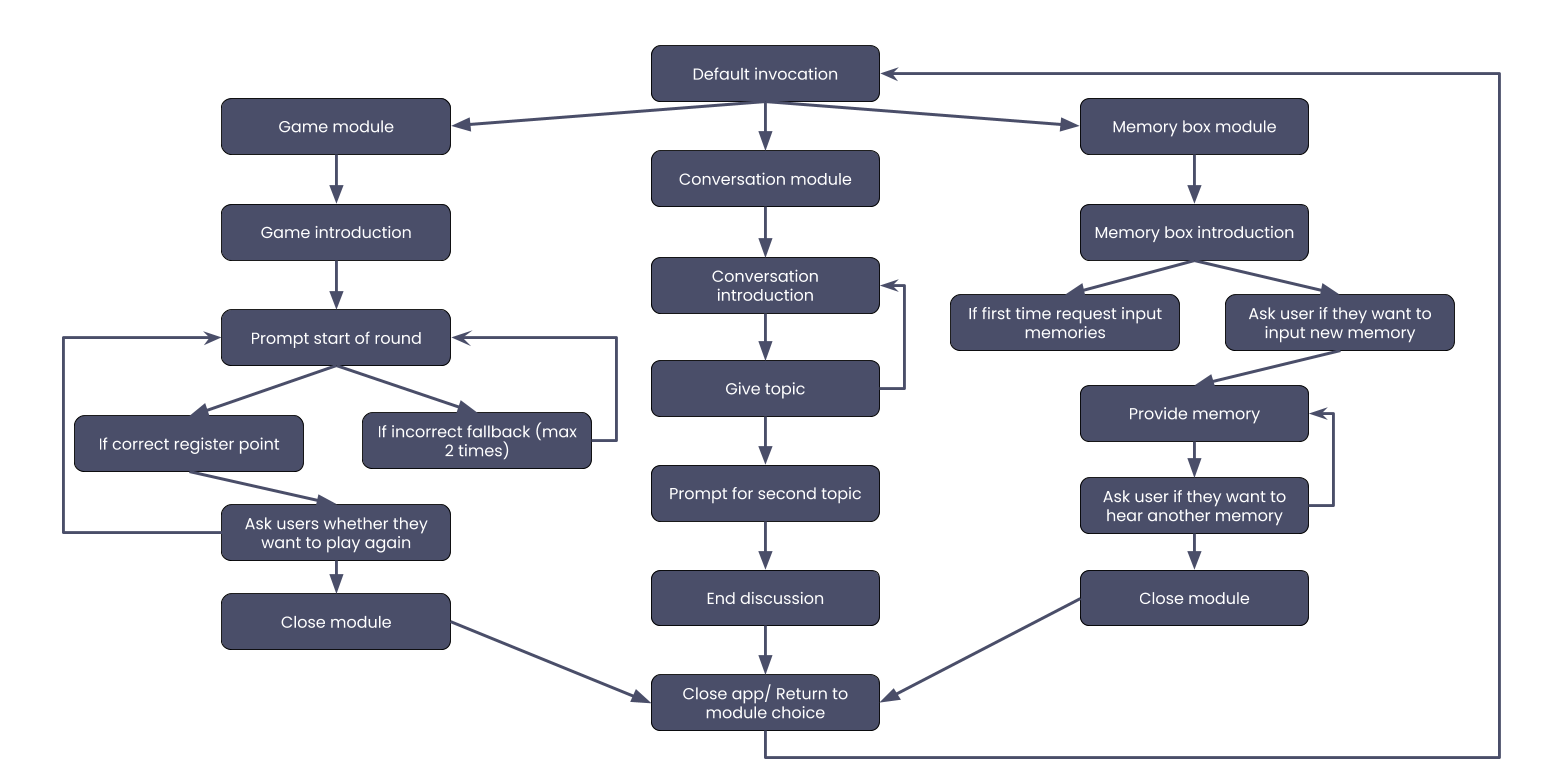 Default invocation
Game module
Memory box module
Conversation module
Game introduction
Memory box introduction
Conversation
introduction
If first time request input
memories
Ask user if they want to
input new memory
Prompt start of round
Give topic
Provide memory
If correct register point
If incorrect fallback (max
2 times)
Prompt for second topic
Ask user if they want to
hear another memory
Ask users whether they
want to play again
End discussion
Close module
Close module
Close app/ Return to
module choice